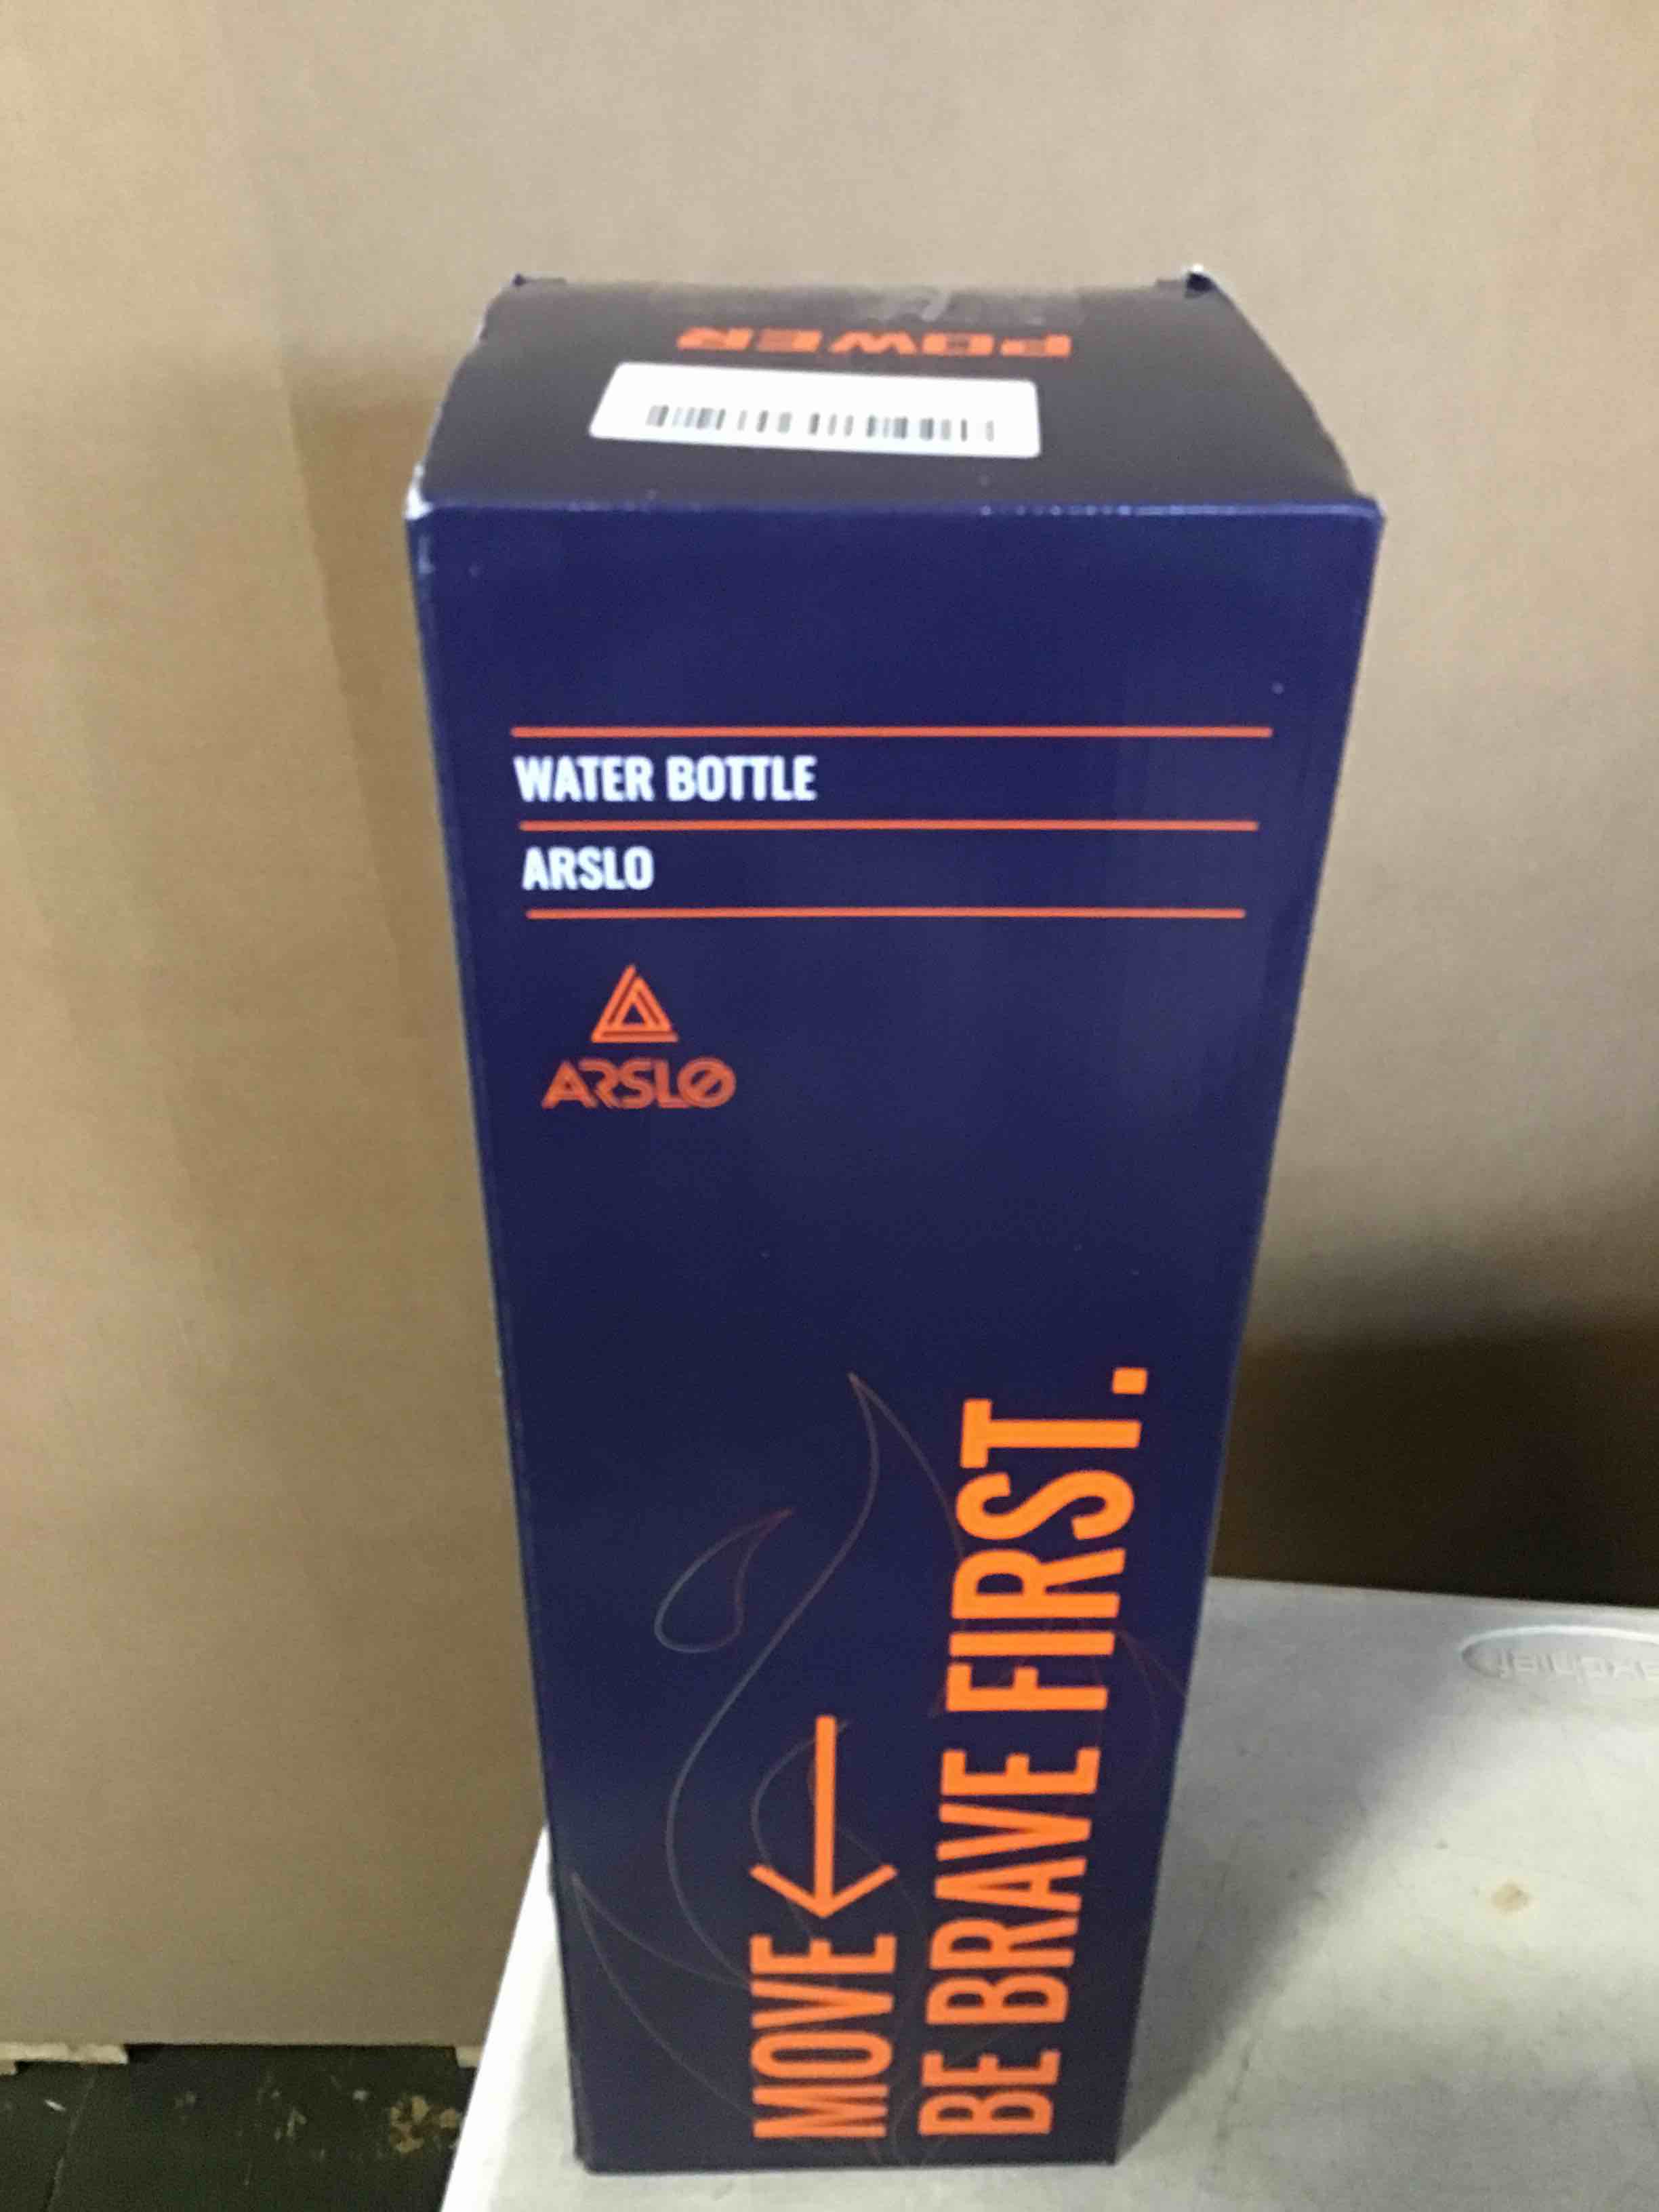 POWER
WATER BOTTLE
ARSLO
ARSLO
MOVE
BE BRAVE FIRST.